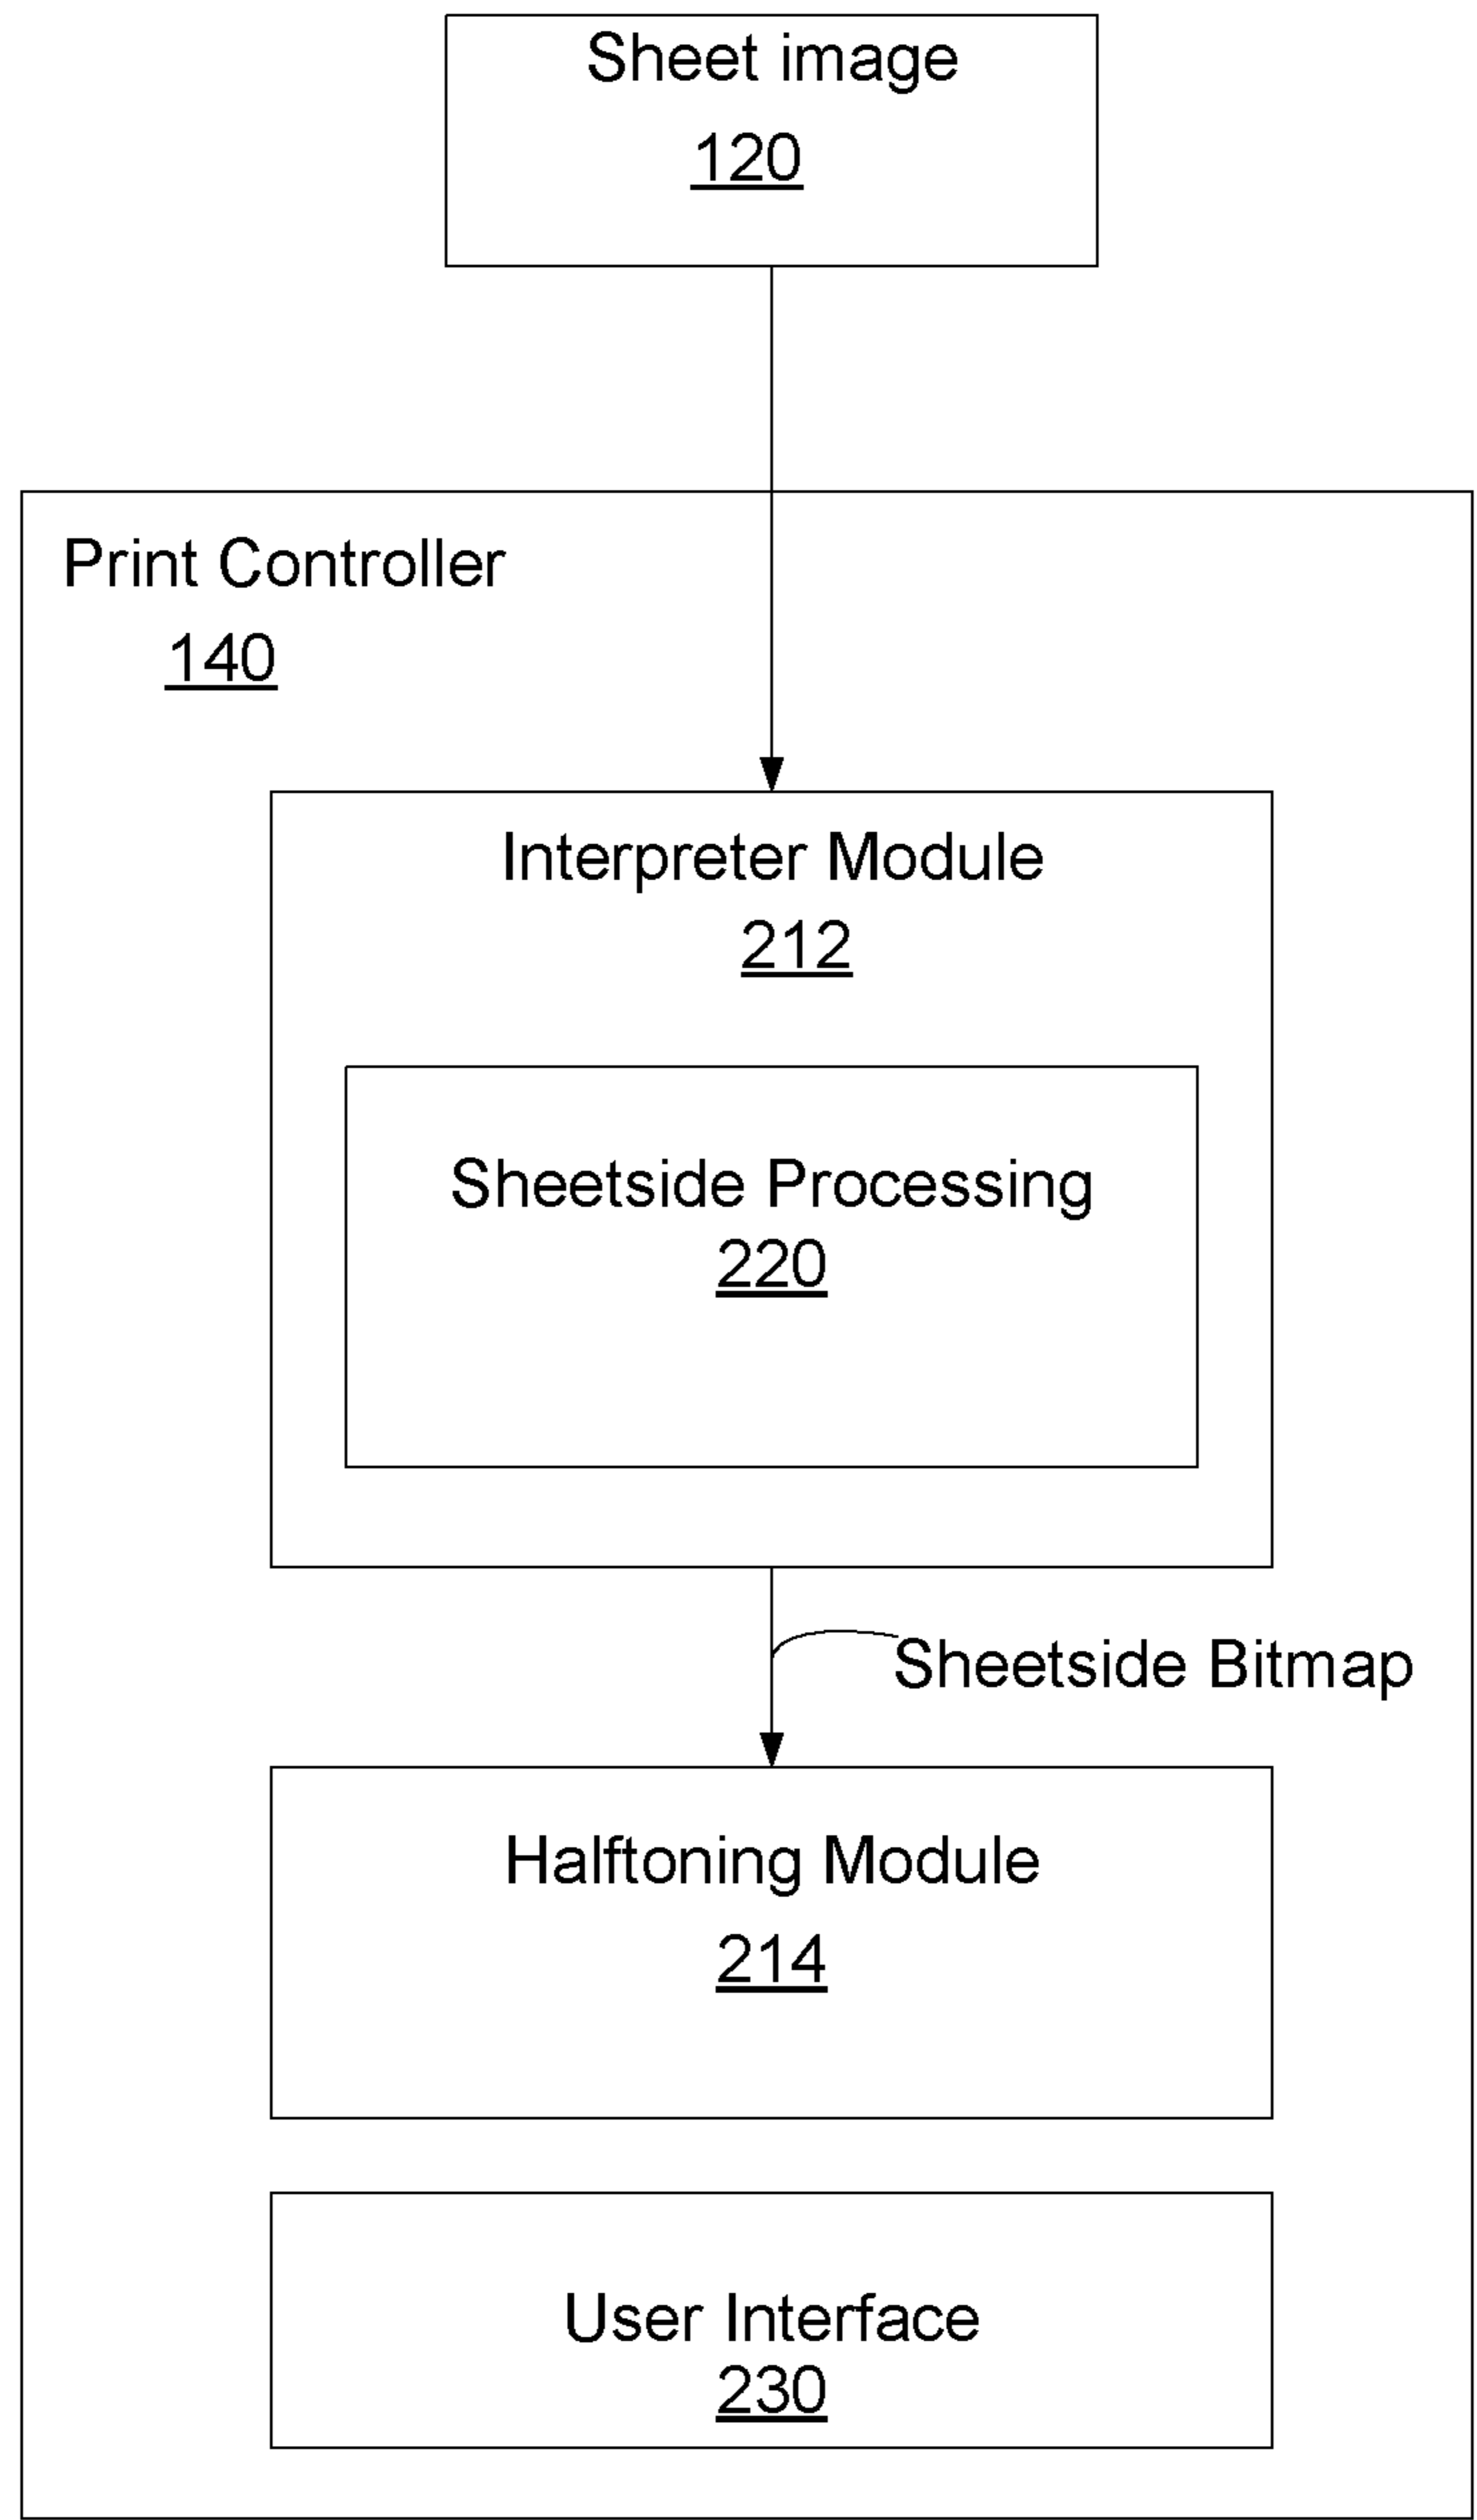 Sheet image
120
Print Controller
140
Interpreter Module
212
Sheetside Processing
220
Sheetside Bitmap
Halftoning Module
214
User Interface
230